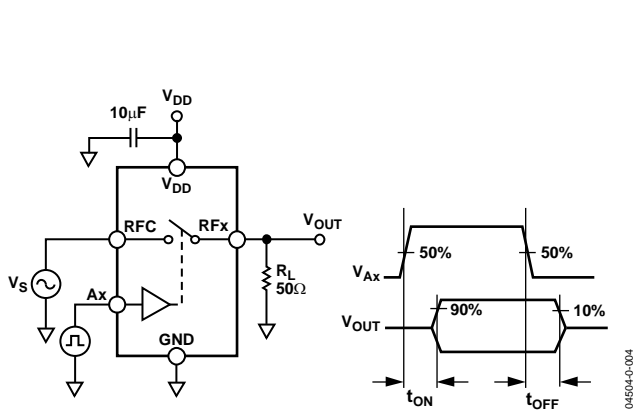 VDD
10μF
VDD
RFC
RFx
VOUT
VS
RL
50Ω
Ax
GND
VAx
50%
50%
VOUT
90%
10%
tON
tOFF
04504-0-004